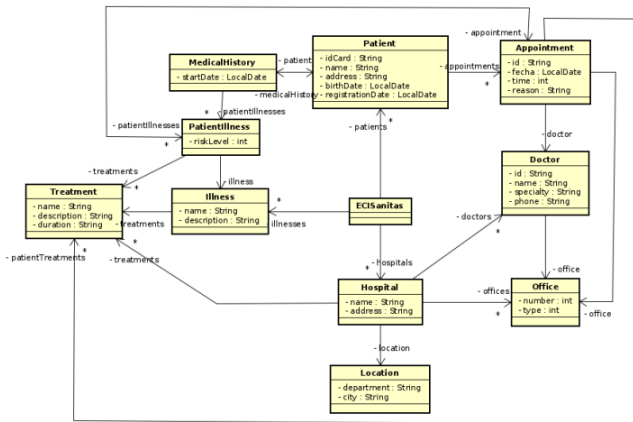 - appointment
Patient
- idCard : String
- name : String
- address : String
- birthDate : LocalDate
- registrationDate : LocalDate
Appointment
- id : String
- fecha : LocalDate
- time : int
- reason : String
MedicalHistory
- startDate : LocalDate
- patient
- appointments
*
- medicalHistory
*
- patientIllnesses
- patientIllnesses
*
PatientIllness
- riskLevel : int
*
- patients
- doctor
- treatments
*
- illness
Doctor
- id : String
- name : String
- specialty : String
- phone : String
Treatment
- name : String
- description : String
- duration : String
Illness
- name : String
- description : String
*
- illnesses
ECISanitas
- doctors
*
- treatments
*
*
- patientTreatments
*
- treatments
- hospitals
*
- office
Hospital
- name : String
- address : String
- offices
*
Office
- number : int
- type : int
- office
- location
Location
- department : String
- city : String